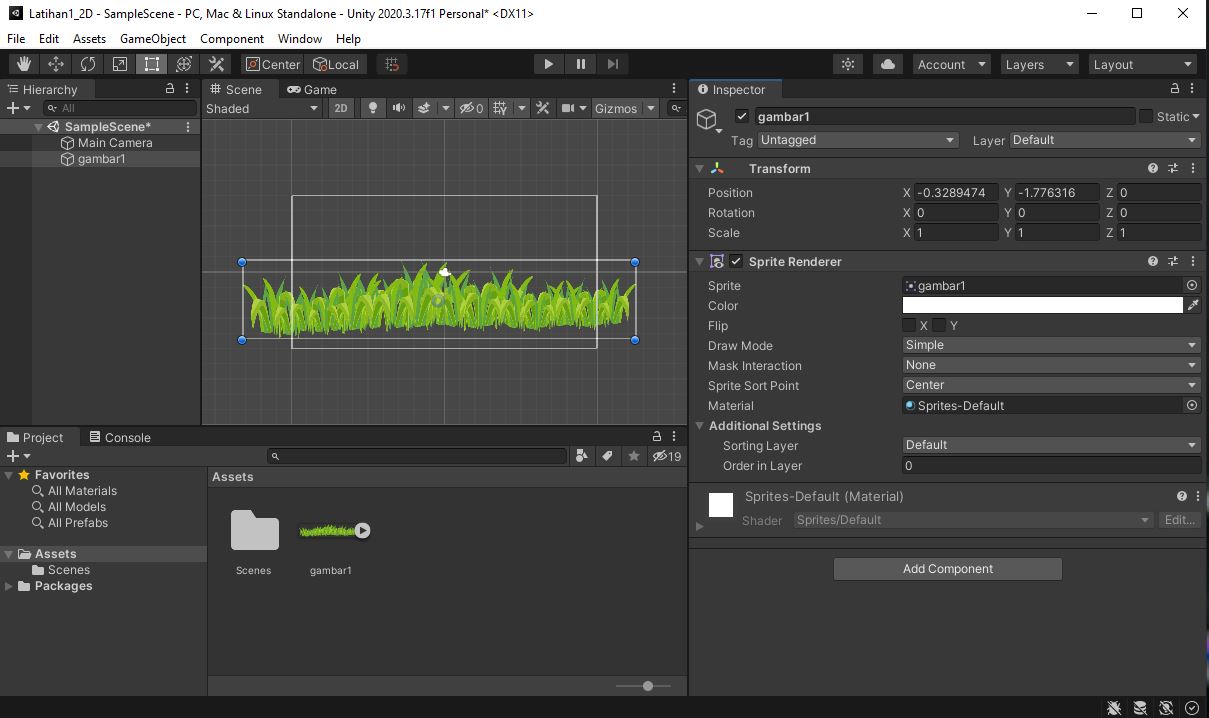 Latihan1_2D - SampleScene - PC, Mac & Linux Standalone - Unity 2020.3.17f1 Personal* <DX11>
File Edit Assets GameObject Component Window Help
Center Local Account Layers Layout
Hierarchy
All
SampleScene*
Main Camera
gambar1
Scene Game
Shaded 2D 0 Gizmos
Project Console
19
Favorites
All Materials
All Models
All Prefabs
Assets
Scenes
Packages
Assets
Scenes gambar1
Inspector
gambar1 Static
Tag Untagged Layer Default
Transform
Position X -0.3289474 Y -1.776316 Z 0
Rotation X 0 Y 0 Z 0
Scale X 1 Y 1 Z 1
Sprite Renderer
Sprite gambar1
Color
Flip X Y
Draw Mode Simple
Mask Interaction None
Sprite Sort Point Center
Material Sprites-Default
Additional Settings
Sorting Layer Default
Order in Layer 0
Sprites-Default (Material)
Shader Sprites/Default Edit...
Add Component